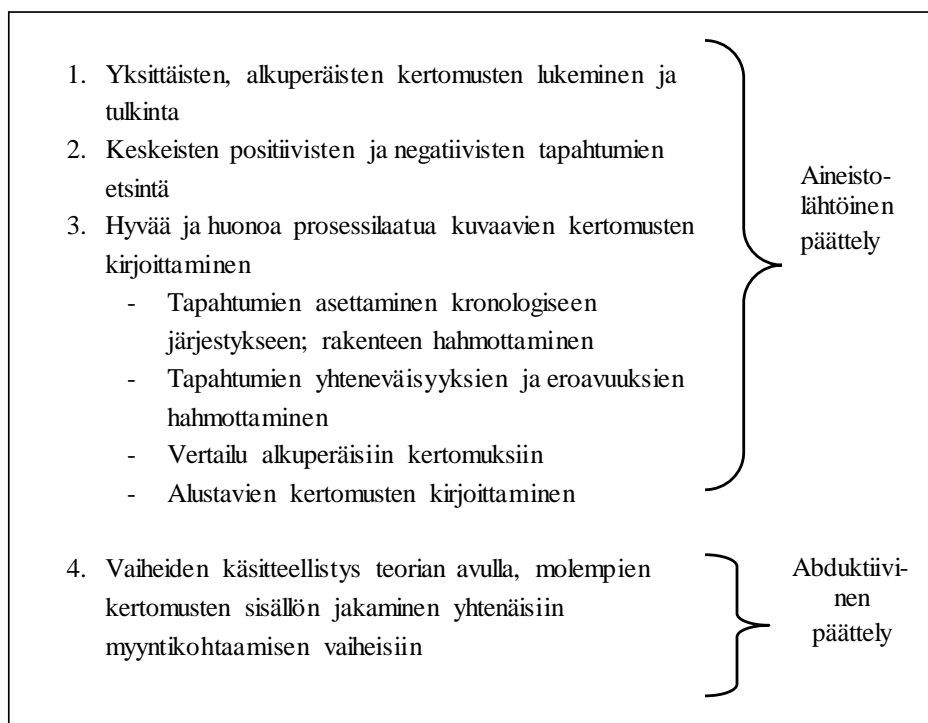 1. Yksittäisten, alkuperäisten kertomusten lukeminen ja
tulkinta
2. Keskeisten positiivisten ja negatiivisten tapahtumien
etsintä
3. Hyvää ja huonoa prosessilaatua kuvaavien kertomusten
kirjoittaminen
- Tapahtumien asettaminen kronologiseen
järjestykseen; rakenteen hahmottaminen
- Tapahtumien yhteneväisyyksien ja eroavuuksien
hahmottaminen
- Vertailu alkuperäisiin kertomuksiin
- Alustavien kertomusten kirjoittaminen
Aineisto-
lähtöinen
päättely
4. Vaiheiden käsitteellistys teorian avulla, molempien
kertomusten sisällön jakaminen yhtenäisiin
myyntikohtaamisen vaiheisiin
Abduktiivi-
nen
päättely